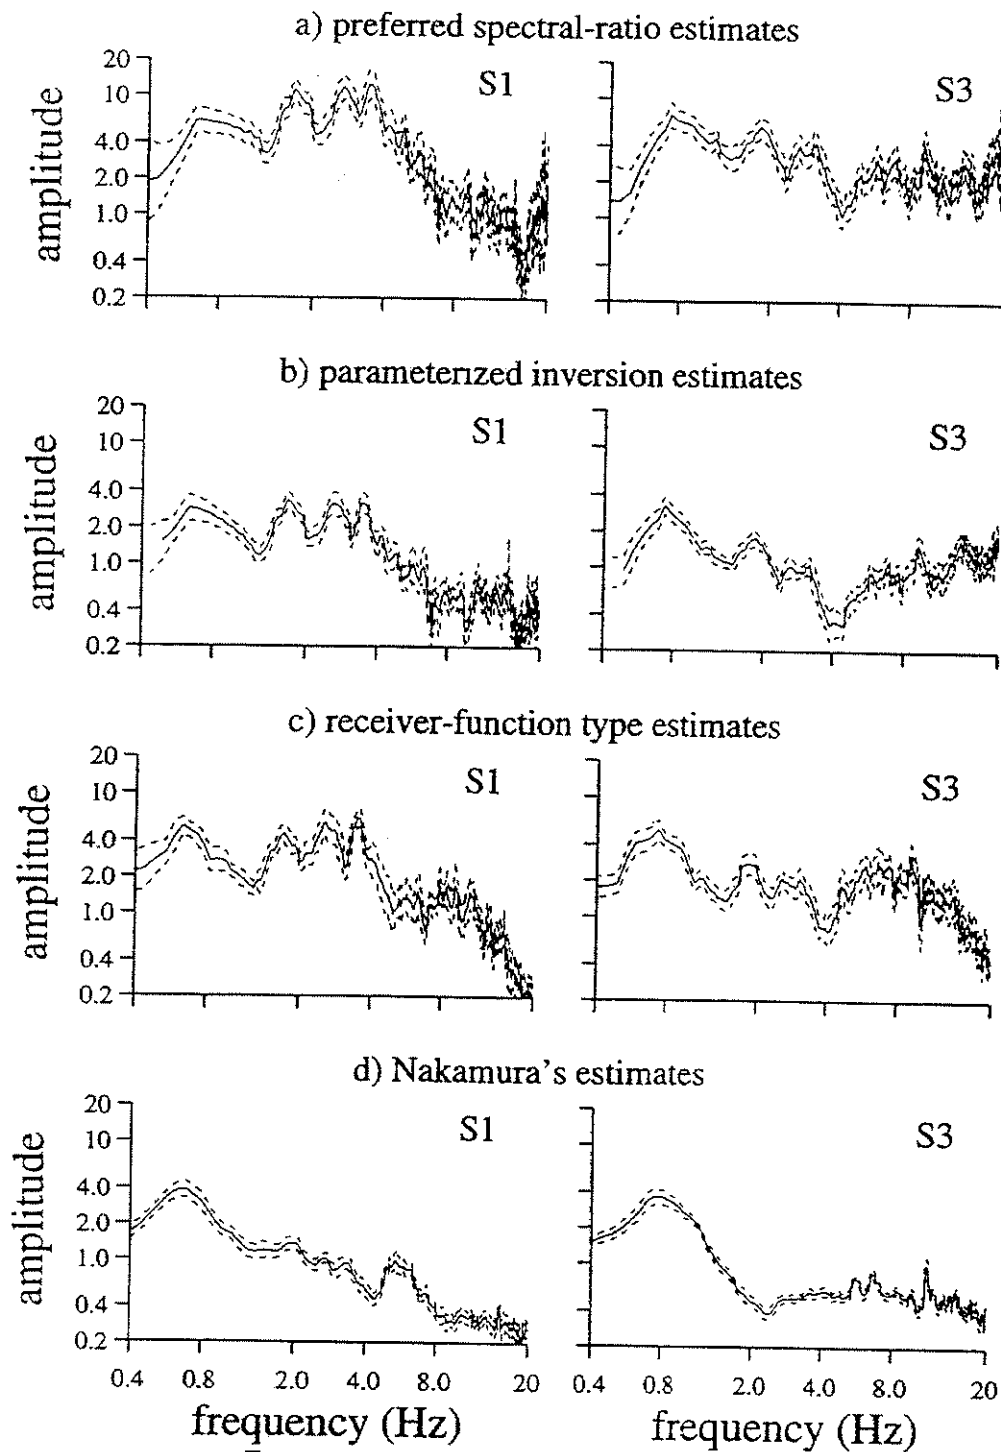 a) preferred spectral-ratio estimates
amplitude
20
10
4.0
2.0
1.0
0.4
0.2
S1
S3
b) parameterized inversion estimates
amplitude
20
10
4.0
2.0
1.0
0.4
0.2
S1
S3
c) receiver-function type estimates
amplitude
20
10
4.0
2.0
1.0
0.4
0.2
S1
S3
d) Nakamura's estimates
amplitude
20
10
4.0
2.0
1.0
0.4
0.2
S1
S3
0.4 0.8 2.0 4.0 8.0 20
0.4 0.8 2.0 4.0 8.0 20
frequency (Hz)
frequency (Hz)